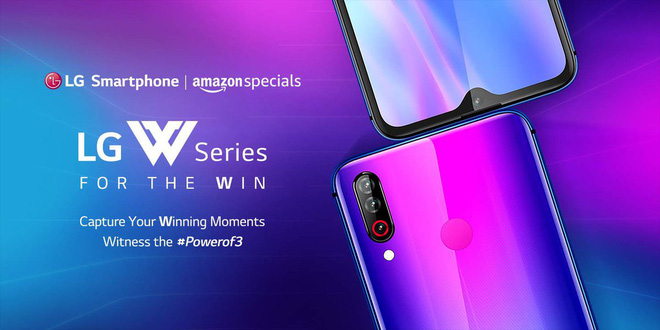 LG Smartphone | amazonspecials
LG W Series
FOR THE WIN
Capture Your Winning Moments
Witness the #Powerof3